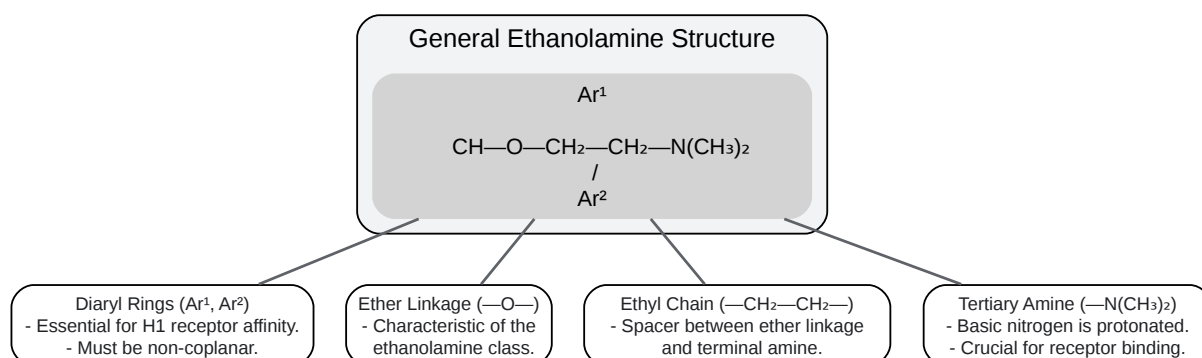 General Ethanolamine Structure
Ar¹
CH—O—CH₂—CH₂—N(CH₃)₂
/
Ar²
Diaryl Rings (Ar¹, Ar²)
- Essential for H1 receptor affinity.
- Must be non-coplanar.
Ether Linkage (—O—)
- Characteristic of the
ethanolamine class.
Ethyl Chain (—CH₂—CH₂—)
- Spacer between ether linkage
and terminal amine.
Tertiary Amine (—N(CH₃)₂)
- Basic nitrogen is protonated.
- Crucial for receptor binding.